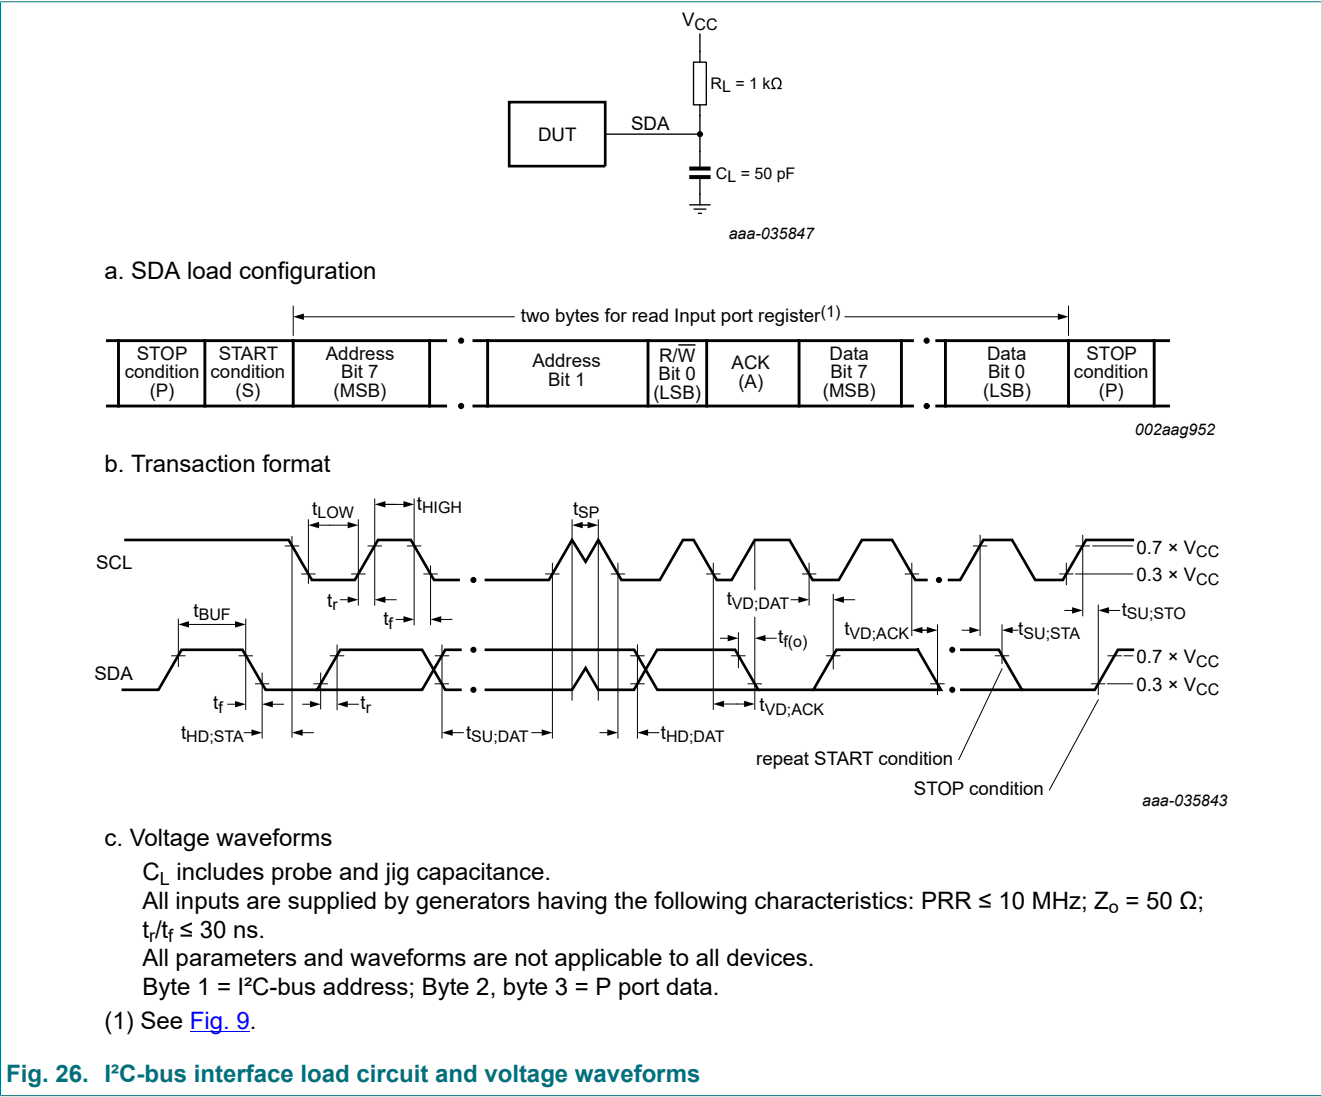 VCC
RL = 1 kΩ
DUT
SDA
CL = 50 pF
aaa-035847
a. SDA load configuration
two bytes for read Input port register(1)
STOP condition (P)
START condition (S)
Address Bit 7 (MSB)
Address Bit 1
R/W̅ Bit 0 (LSB)
ACK (A)
Data Bit 7 (MSB)
Data Bit 0 (LSB)
STOP condition (P)
002aag952
b. Transaction format
tLOW
tHIGH
tSP
SCL
0.7 × VCC
0.3 × VCC
tr
tf
tBUF
tVD;DAT
tSU;STO
tf(o)
tVD;ACK
tSU;STA
SDA
0.7 × VCC
0.3 × VCC
tf
tr
tVD;ACK
tHD;STA
tSU;DAT
tHD;DAT
repeat START condition
STOP condition
aaa-035843
c. Voltage waveforms
CL includes probe and jig capacitance.
All inputs are supplied by generators having the following characteristics: PRR ≤ 10 MHz; Zo = 50 Ω;
tr/tf ≤ 30 ns.
All parameters and waveforms are not applicable to all devices.
Byte 1 = I²C-bus address; Byte 2, byte 3 = P port data.
(1) See Fig. 9.
Fig. 26. I²C-bus interface load circuit and voltage waveforms